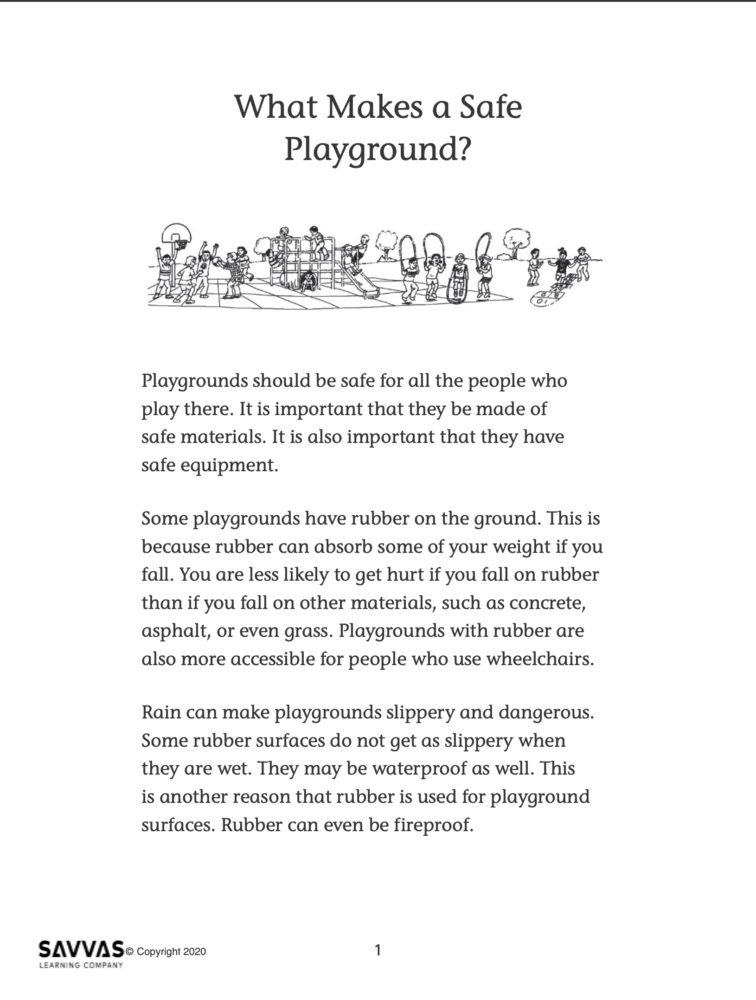 What Makes a Safe
Playground?
Playgrounds should be safe for all the people who
play there. It is important that they be made of
safe materials. It is also important that they have
safe equipment.
Some playgrounds have rubber on the ground. This is
because rubber can absorb some of your weight if you
fall. You are less likely to get hurt if you fall on rubber
than if you fall on other materials, such as concrete,
asphalt, or even grass. Playgrounds with rubber are
also more accessible for people who use wheelchairs.
Rain can make playgrounds slippery and dangerous.
Some rubber surfaces do not get as slippery when
they are wet. They may be waterproof as well. This
is another reason that rubber is used for playground
surfaces. Rubber can even be fireproof.
SAVVAS © Copyright 2020
LEARNING COMPANY
1